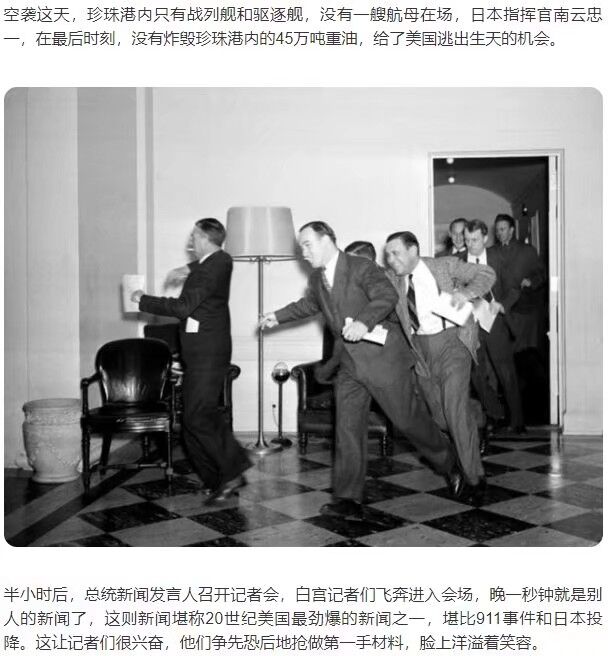 空袭这天，珍珠港内只有战列舰和驱逐舰，没有一艘航母在场，日本指挥官南云忠
一，在最后时刻，没有炸毁珍珠港内的45万吨重油，给了美国逃出生天的机会。
半小时后，总统新闻发言人召开记者会，白宫记者们飞奔进入会场，晚一秒钟就是别
人的新闻了，这则新闻堪称20世纪美国最劲爆的新闻之一，堪比911事件和日本投
降。这让记者们很兴奋，他们争先恐后地抢做第一手材料，脸上洋溢着笑容。